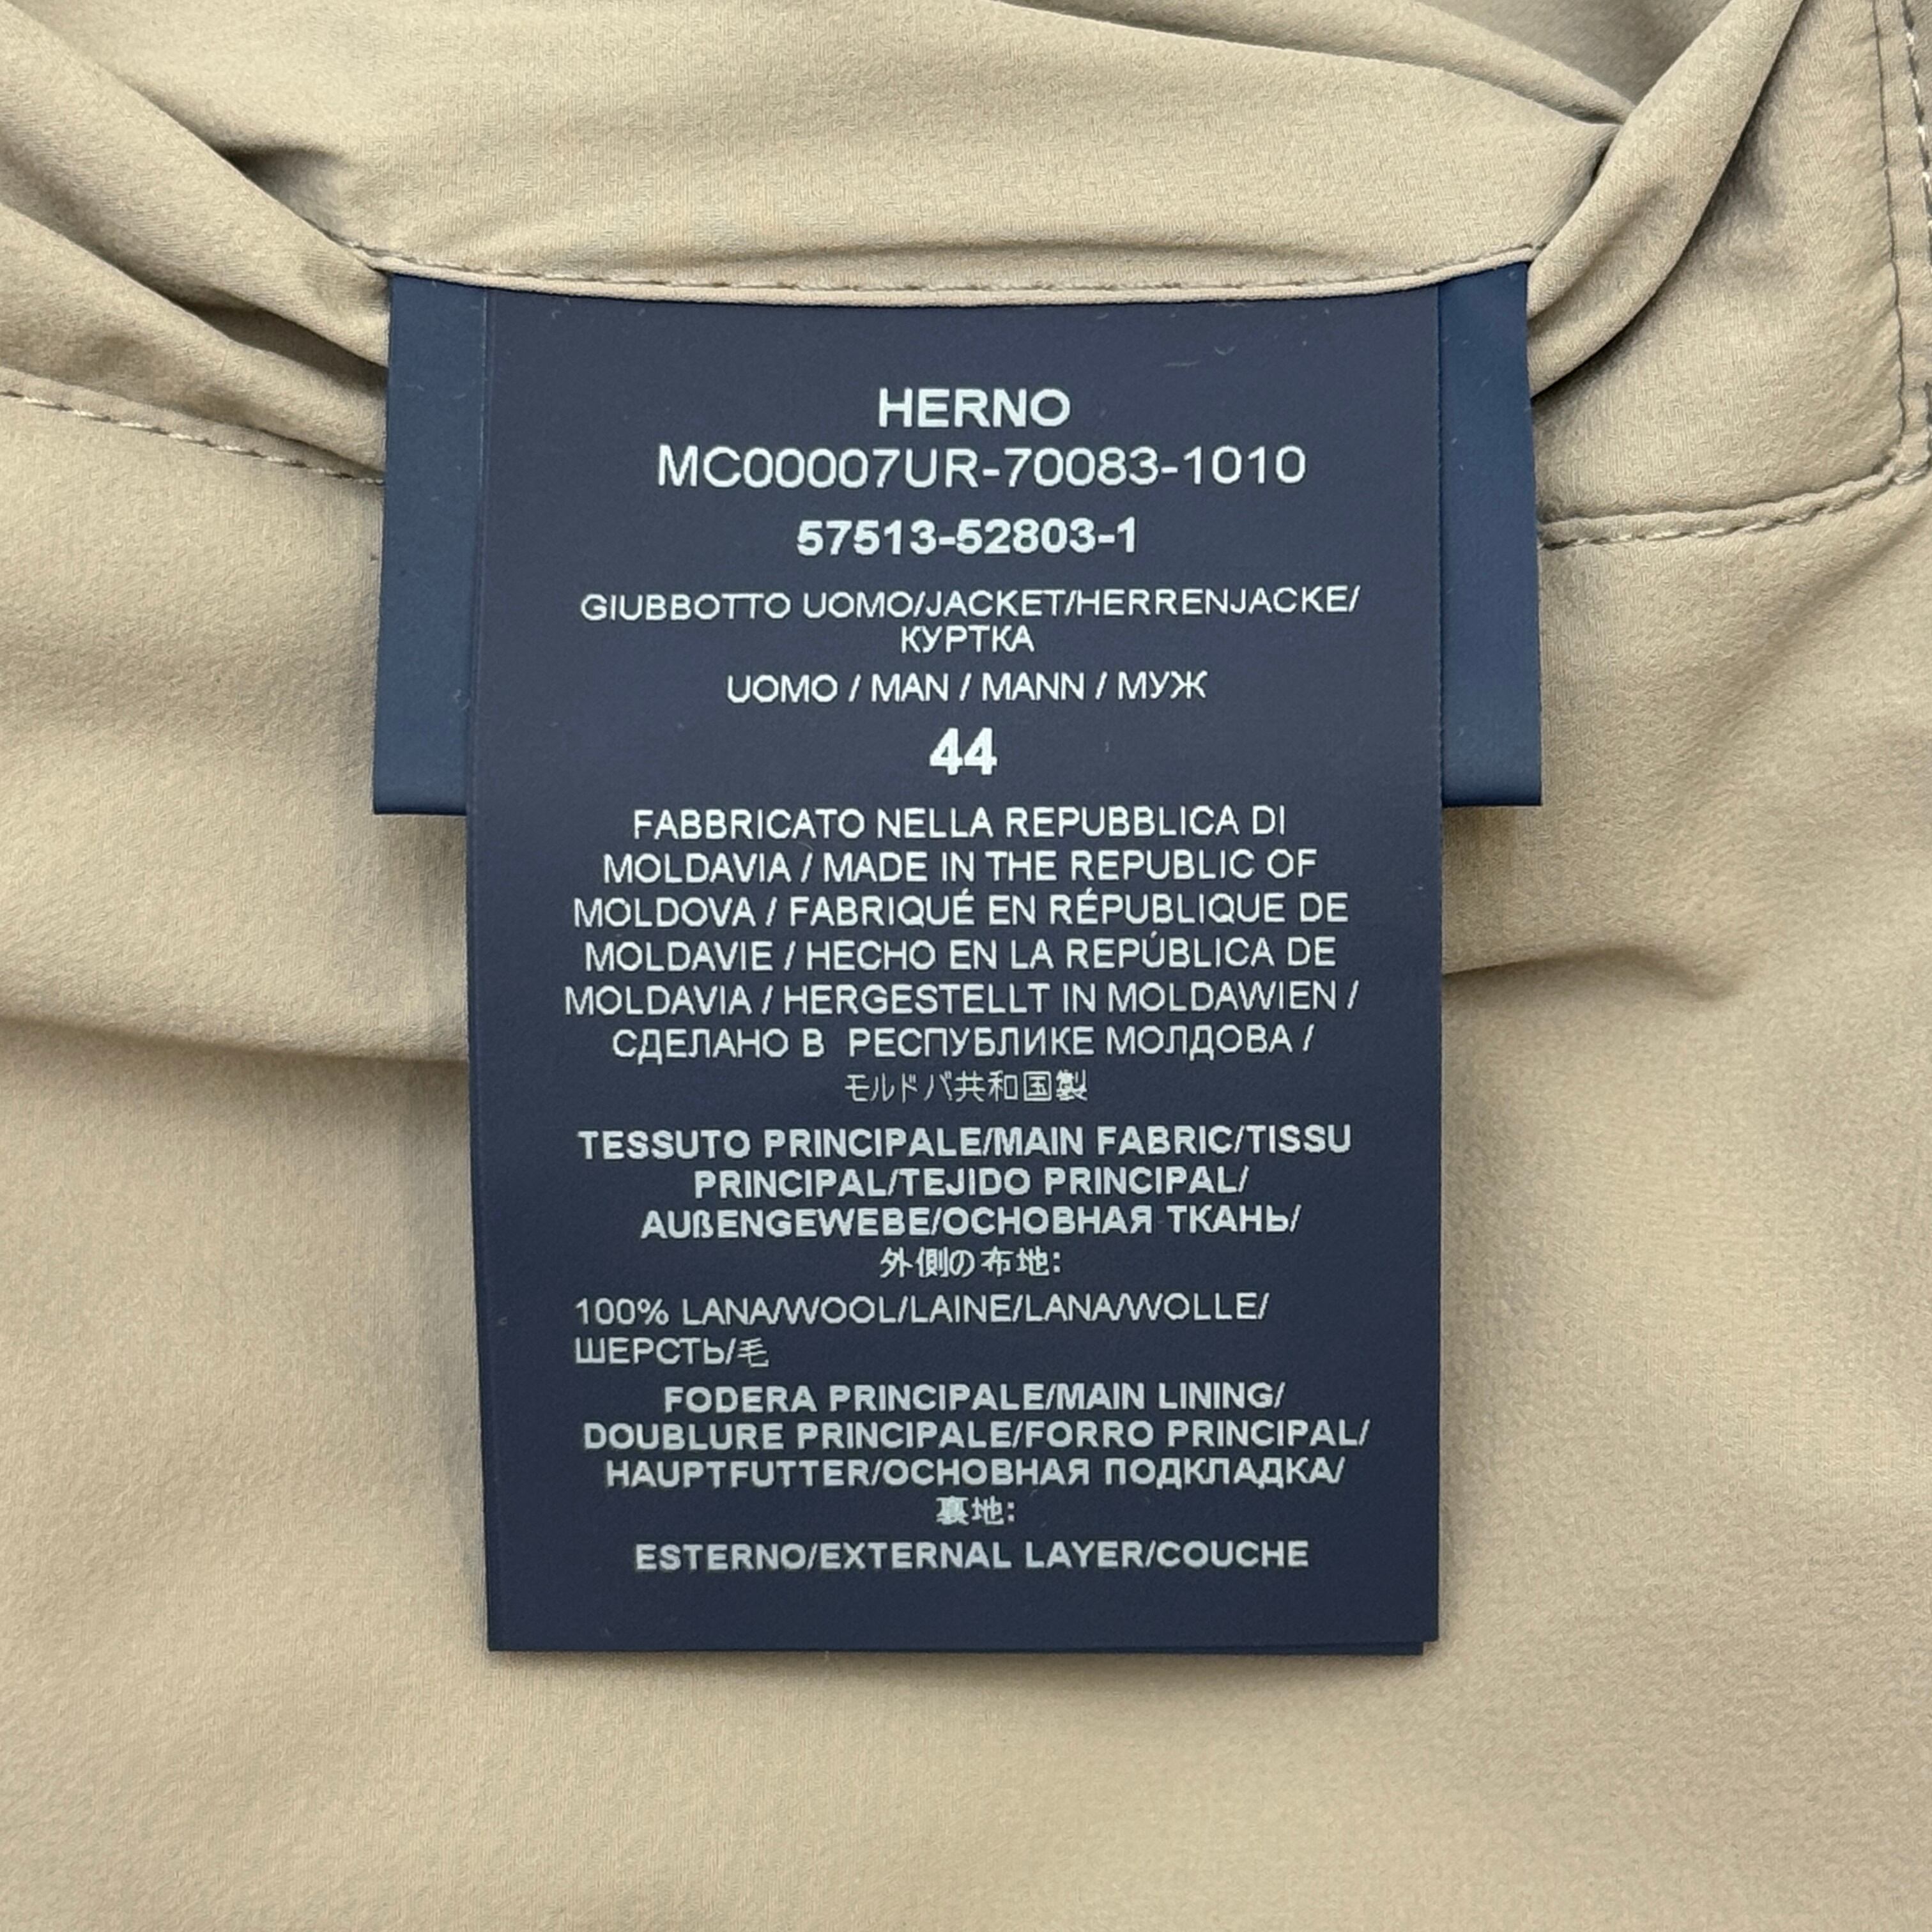 HERNO
MC00007UR-70083-1010
57513-52803-1
GIUBBOTTO UOMO/JACKET/HERRENJACKE/
КУРТКА
UOMO / MAN / MANN / МУЖ
44
FABBRICATO NELLA REPUBBLICA DI
MOLDAVIA / MADE IN THE REPUBLIC OF
MOLDOVA / FABRIQUÉ EN RÉPUBLIQUE DE
MOLDAVIE / HECHO EN LA REPÚBLICA DE
MOLDAVIA / HERGESTELLT IN MOLDAWIEN /
СДЕЛАНО В РЕСПУБЛИКЕ МОЛДОВА /
モルドバ共和国製
TESSUTO PRINCIPALE/MAIN FABRIC/TISSU
PRINCIPAL/TEJIDO PRINCIPAL/
AUßENGEWEBE/ОСНОВНАЯ ТКАНЬ/
外側の布地:
100% LANA/WOOL/LAINE/LANA/WOLLE/
ШЕРСТЬ/毛
FODERA PRINCIPALE/MAIN LINING/
DOUBLURE PRINCIPALE/FORRO PRINCIPAL/
HAUPTFUTTER/ОСНОВНАЯ ПОДКЛАДКА/
裏地:
ESTERNO/EXTERNAL LAYER/COUCHE